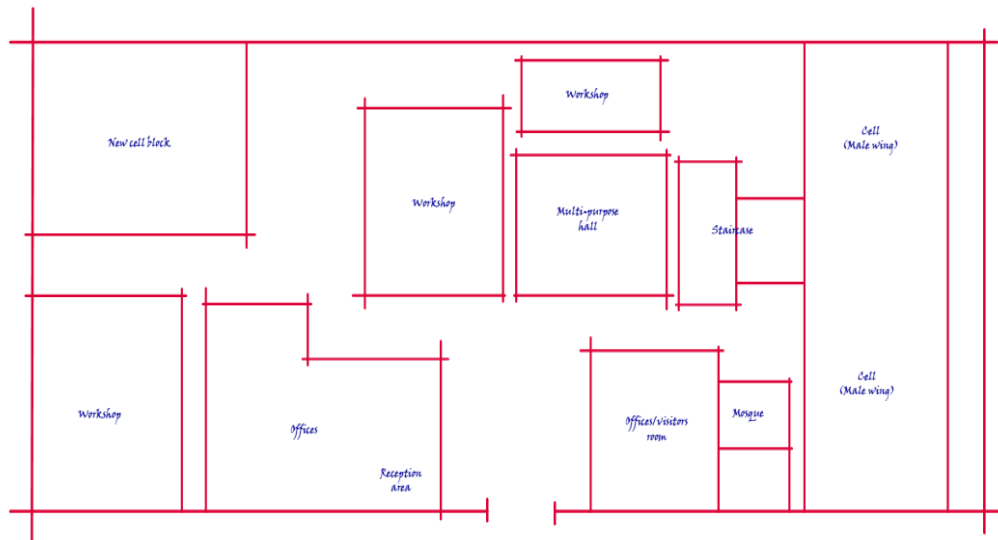 Workshop
New cell block
Cell
(Male wing)
Workshop
Multi-purpose
hall
Staircase
Workshop
Offices
Reception
area
Offices/visitors
room
Mosque
Cell
(Male wing)